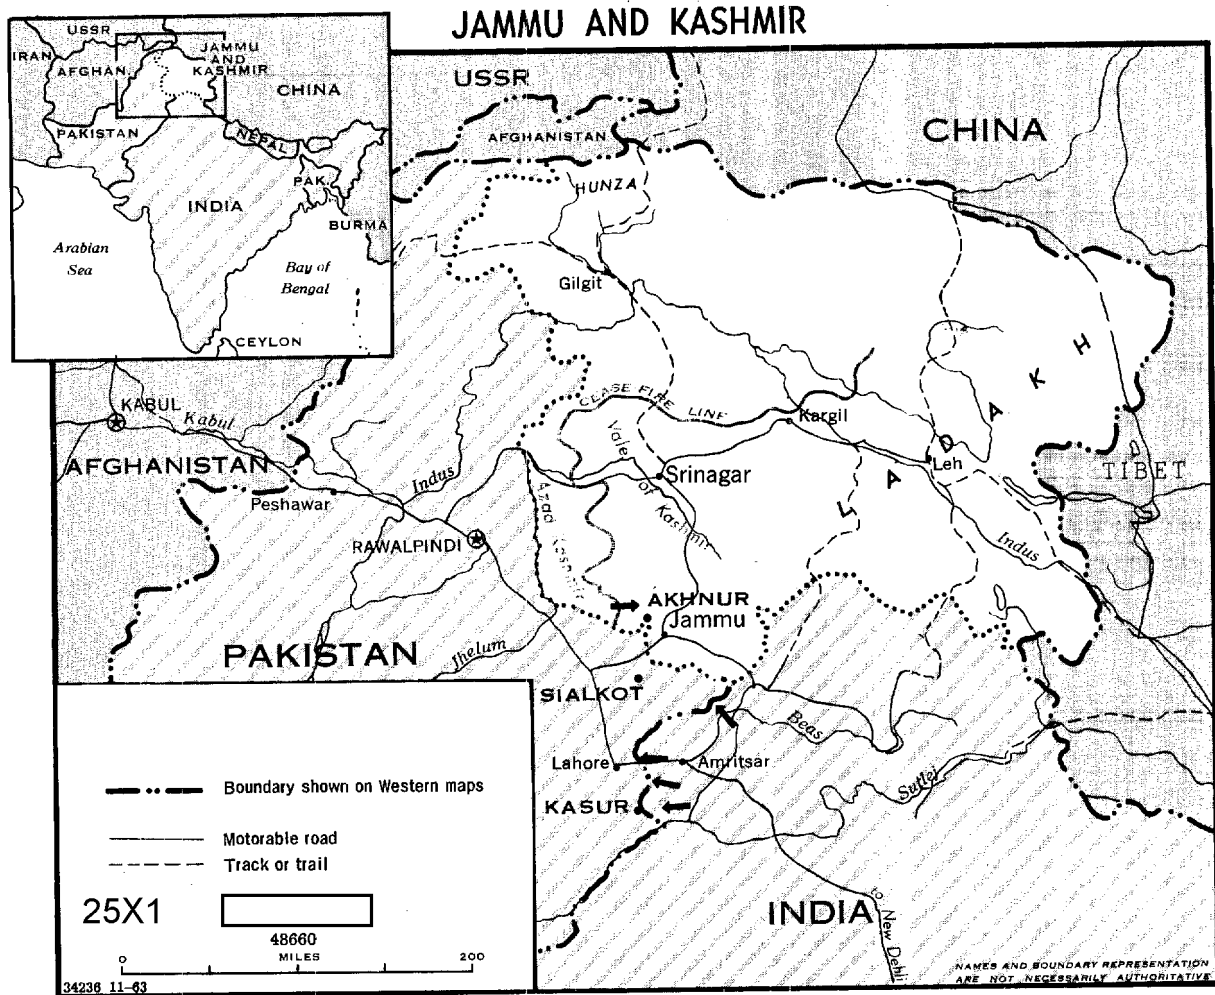 JAMMU AND KASHMIR
USSR
IRAN
AFGHAN.
JAMMU
AND
KASHMIR
CHINA
PAKISTAN
NEPAL
PAK.
INDIA
BURMA
Arabian
Sea
Bay of
Bengal
CEYLON
USSR
AFGHANISTAN
CHINA
HUNZA
Gilgit
KABUL
Kabul
AFGHANISTAN
Indus
Peshawar
RAWALPINDI
CEASE FIRE LINE
Kargil
Vale of Kashmir
Srinagar
Azad Kashmir
LADAKH
Leh
TIBET
Indus
AKHNUR
Jammu
PAKISTAN
Jhelum
SIALKOT
Beas
Lahore
Amritsar
Sutlej
KASUR
INDIA
to New Dehli
Boundary shown on Western maps
Motorable road
Track or trail
25X1
48660
MILES
0 200
34236 11-63
NAMES AND BOUNDARY REPRESENTATION
ARE NOT NECESSARILY AUTHORITATIVE